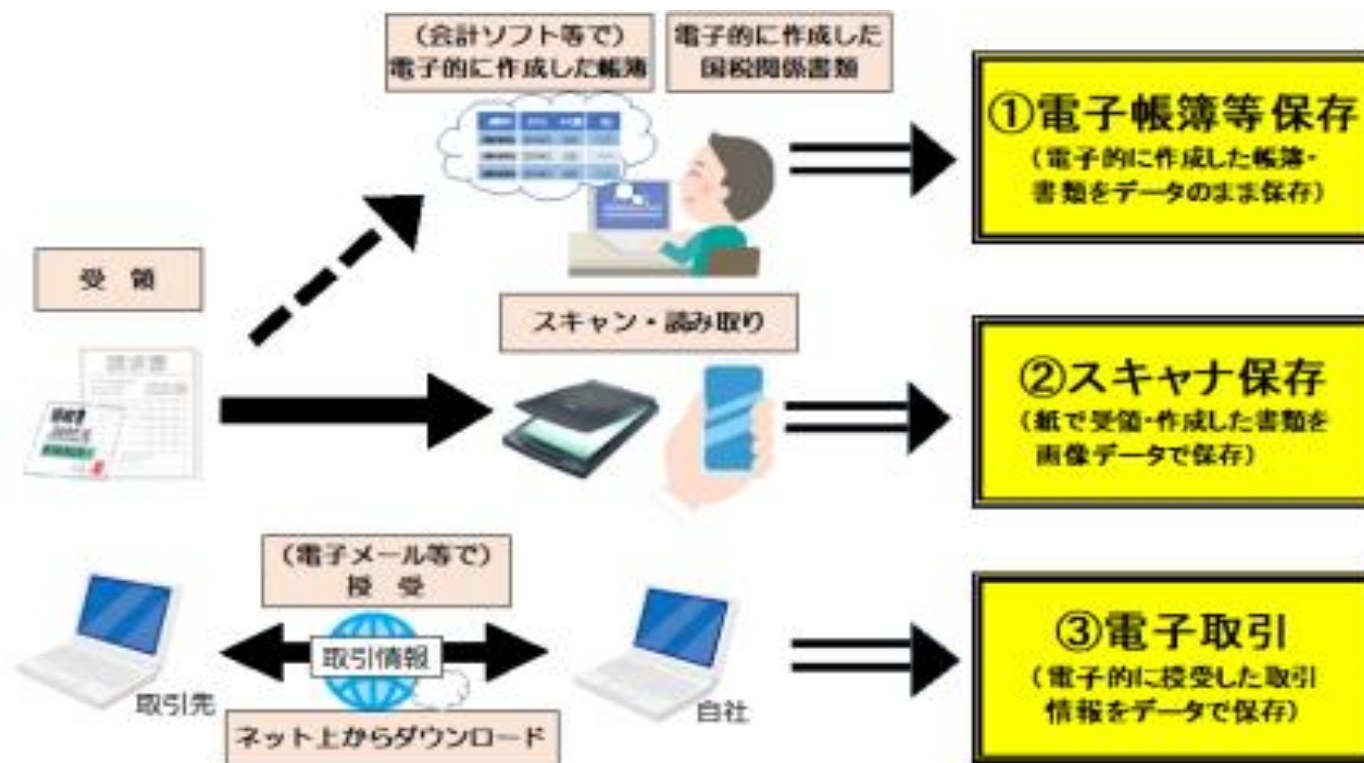 (会計ソフト等で)
電子的に作成した帳簿
電子的に作成した
国税関係書類
①電子帳簿等保存
(電子的に作成した帳簿・
書類をデータのまま保存)
受 領
請求書
領収書
スキャン・読み取り
②スキャナ保存
(紙で受領・作成した書類を
画像データで保存)
(電子メール等で)
授 受
取引情報
取引先
自社
ネット上からダウンロード
③電子取引
(電子的に授受した取引
情報をデータで保存)